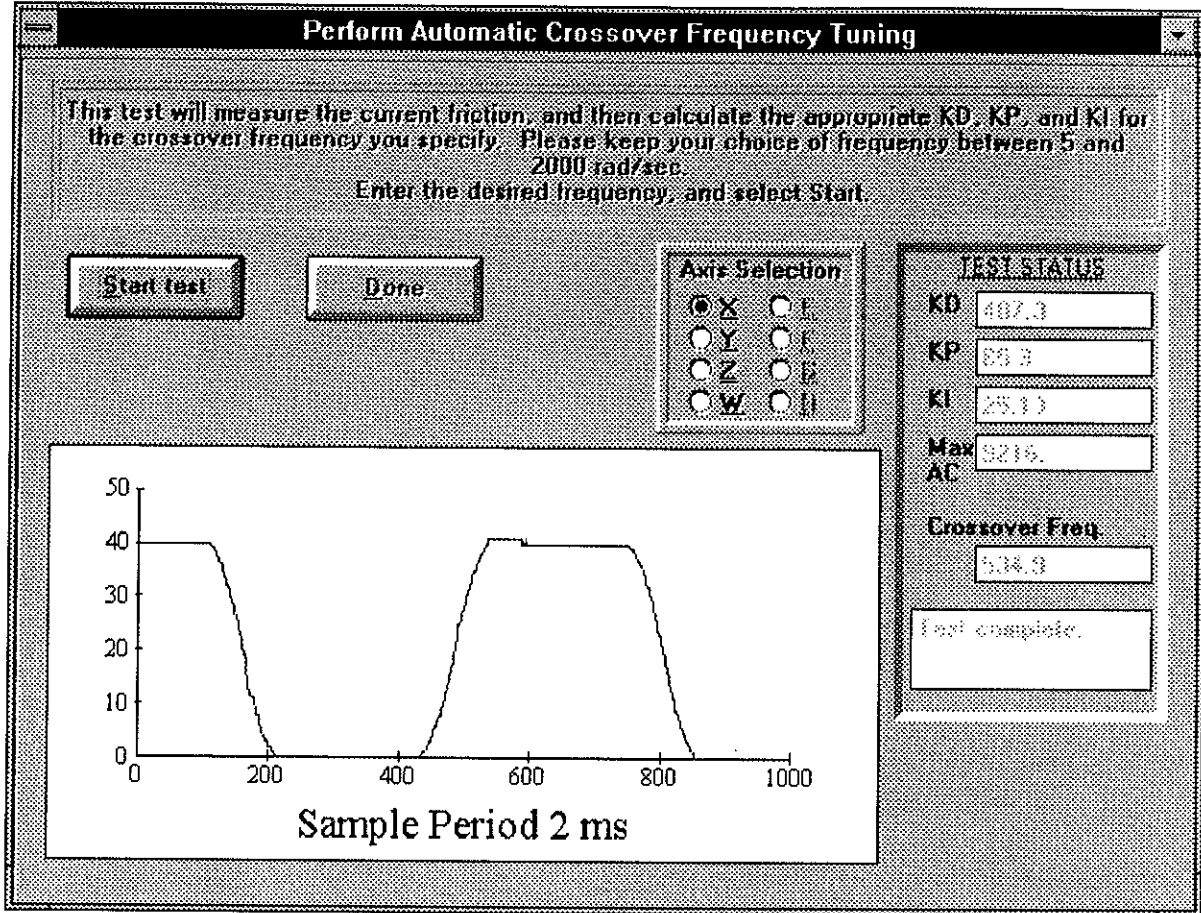 Perform Automatic Crossover Frequency Tuning
This test will measure the current friction, and then calculate the appropriate KD, KP, and KI for
the crossover frequency you specify. Please keep your choice of frequency between 5 and
2000 rad/sec.
Enter the desired frequency, and select Start.
Start test
Done
Axis Selection
X
Y
Z
W
E
F
G
H
TEST STATUS
KD 487.3
KP
KI
Max 9216.
AC
Crossover Freq.
534.9
Test complete.
50
40
30
20
10
0
0 200 400 600 800 1000
Sample Period 2 ms